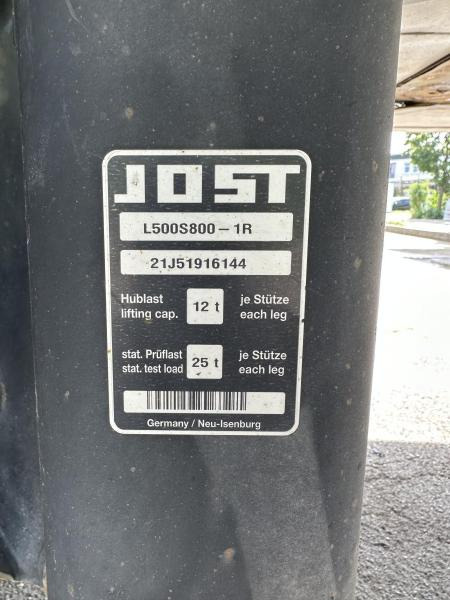 JOST
L500S800-1R
21J51916144
Hublast
lifting cap.
12 t
je Stütze
each leg
stat. Prüflast
stat. test load
25 t
je Stütze
each leg
Germany / Neu-Isenburg